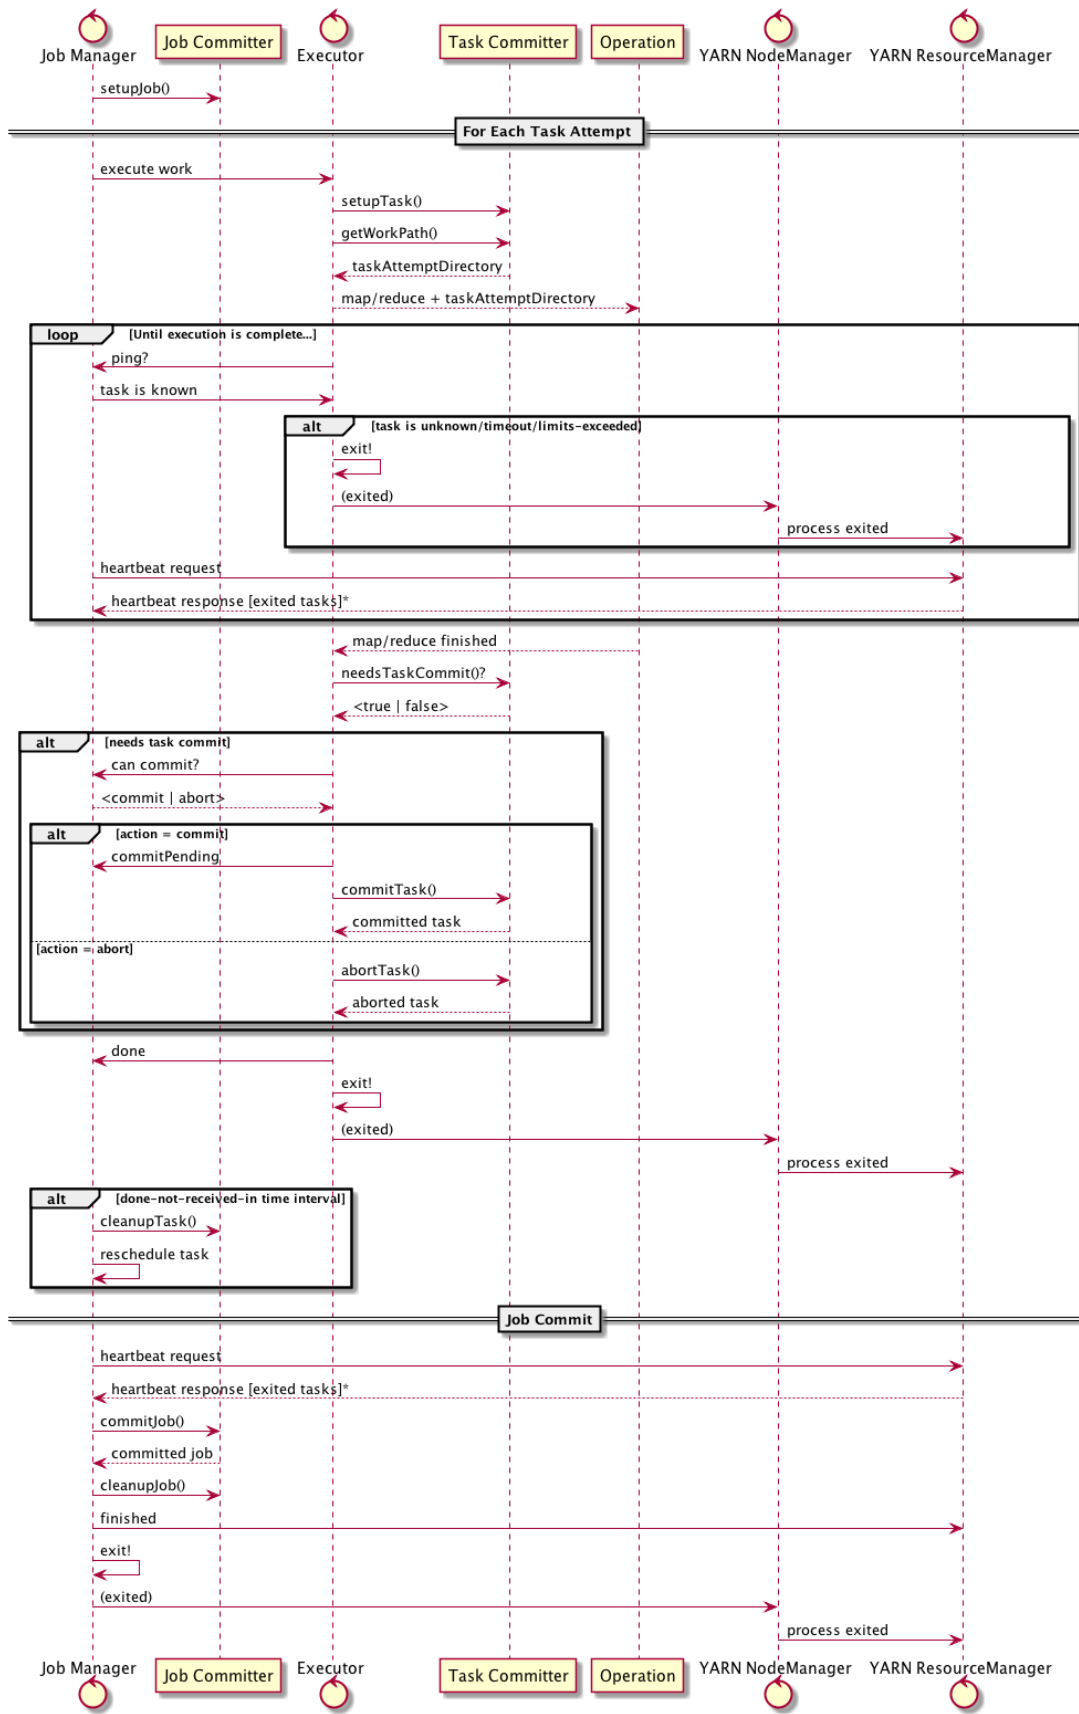 Job Manager
Job Committer
Executor
Task Committer
Operation
YARN NodeManager
YARN ResourceManager
setupJob()
For Each Task Attempt
execute work
setupTask()
getWorkPath()
taskAttemptDirectory
map/reduce + taskAttemptDirectory
loop [Until execution is complete...]
ping?
task is known
alt [task is unknown/timeout/limits-exceeded]
exit!
(exited)
process exited
heartbeat request
heartbeat response [exited tasks]*
map/reduce finished
needsTaskCommit()?
<true | false>
alt [needs task commit]
can commit?
<commit | abort>
alt [action = commit]
commitPending
commitTask()
committed task
[action = abort]
abortTask()
aborted task
done
exit!
(exited)
process exited
alt [done-not-received-in time interval]
cleanupTask()
reschedule task
Job Commit
heartbeat request
heartbeat response [exited tasks]*
commitJob()
committed job
cleanupJob()
finished
exit!
(exited)
process exited
Job Manager
Job Committer
Executor
Task Committer
Operation
YARN NodeManager
YARN ResourceManager